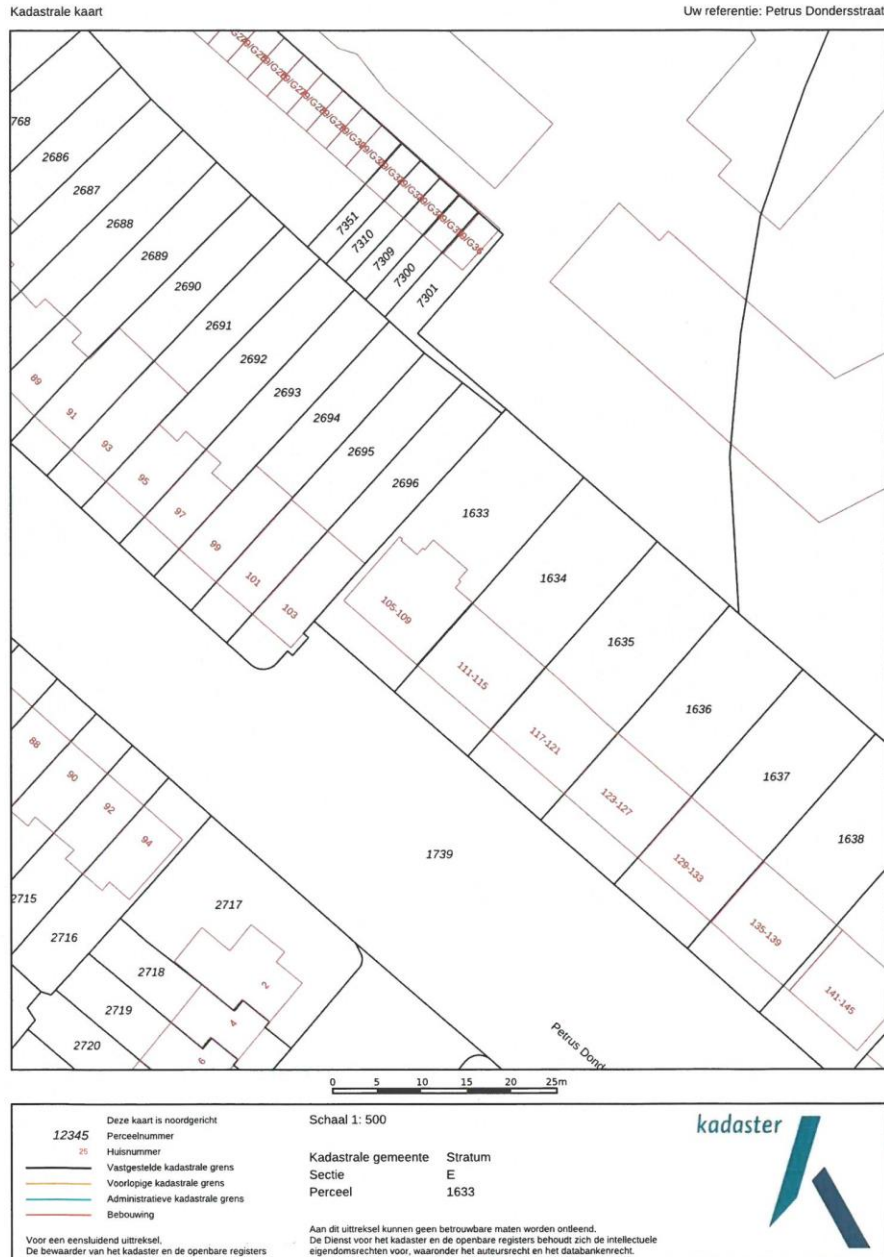 Kadastrale kaart
Uw referentie: Petrus Dondersstraat
768
2686
2687
2688
2689
2690
2691
2692
2693
2694
2695
2696
7351
7310
7309
7300
7301
1633
1634
1635
1636
1637
1638
89
91
93
95
97
99
101
103
105-109
111-115
117-121
123-127
129-133
135-139
141-145
88
90
92
94
1739
2715
2716
2717
2718
2719
2720
2
4
6
Petrus Dond
0 5 10 15 20 25m
Deze kaart is noordgericht
12345 Perceelnummer
25 Huisnummer
Vastgestelde kadastrale grens
Voorlopige kadastrale grens
Administratieve kadastrale grens
Bebouwing
Voor een eensluidend uittreksel,
De bewaarder van het kadaster en de openbare registers
Schaal 1: 500
Kadastrale gemeente Stratum
Sectie E
Perceel 1633
Aan dit uittreksel kunnen geen betrouwbare maten worden ontleend.
De Dienst voor het kadaster en de openbare registers behoudt zich de intellectuele
eigendomsrechten voor, waaronder het auteursrecht en het databankenrecht.
kadaster